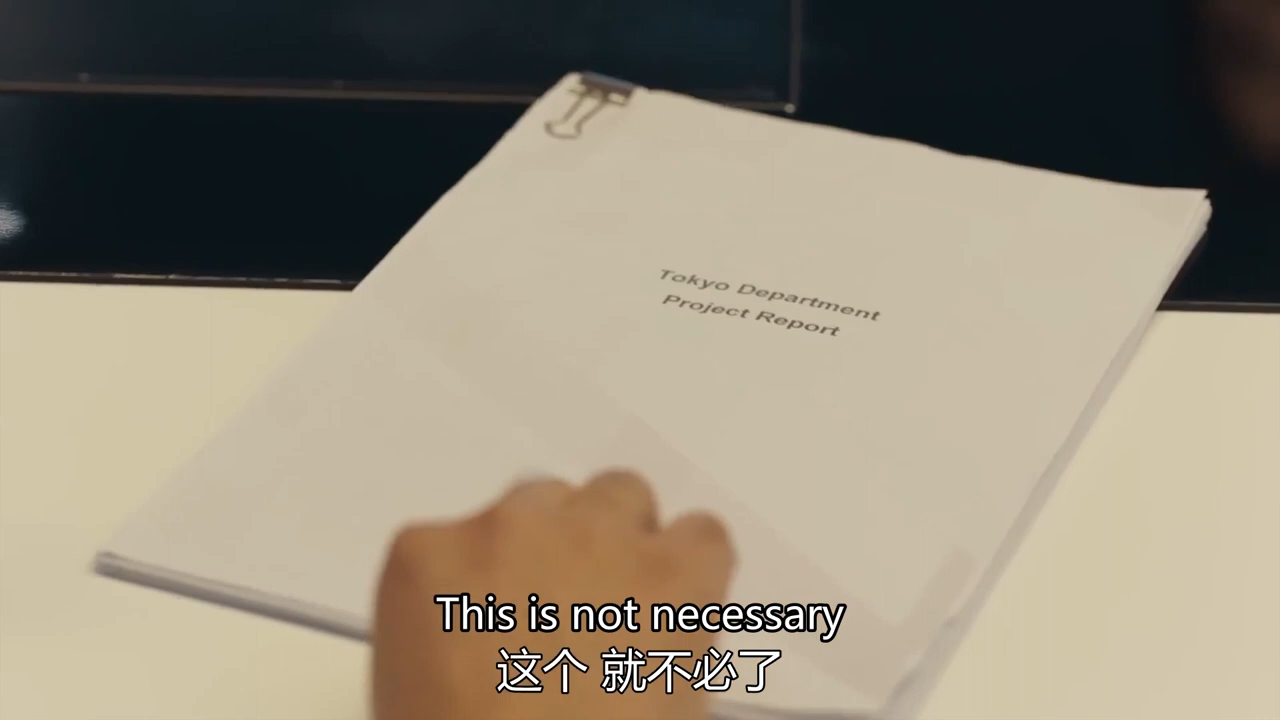 Tokyo Department
Project Report
This is not necessary
这个 就不必了